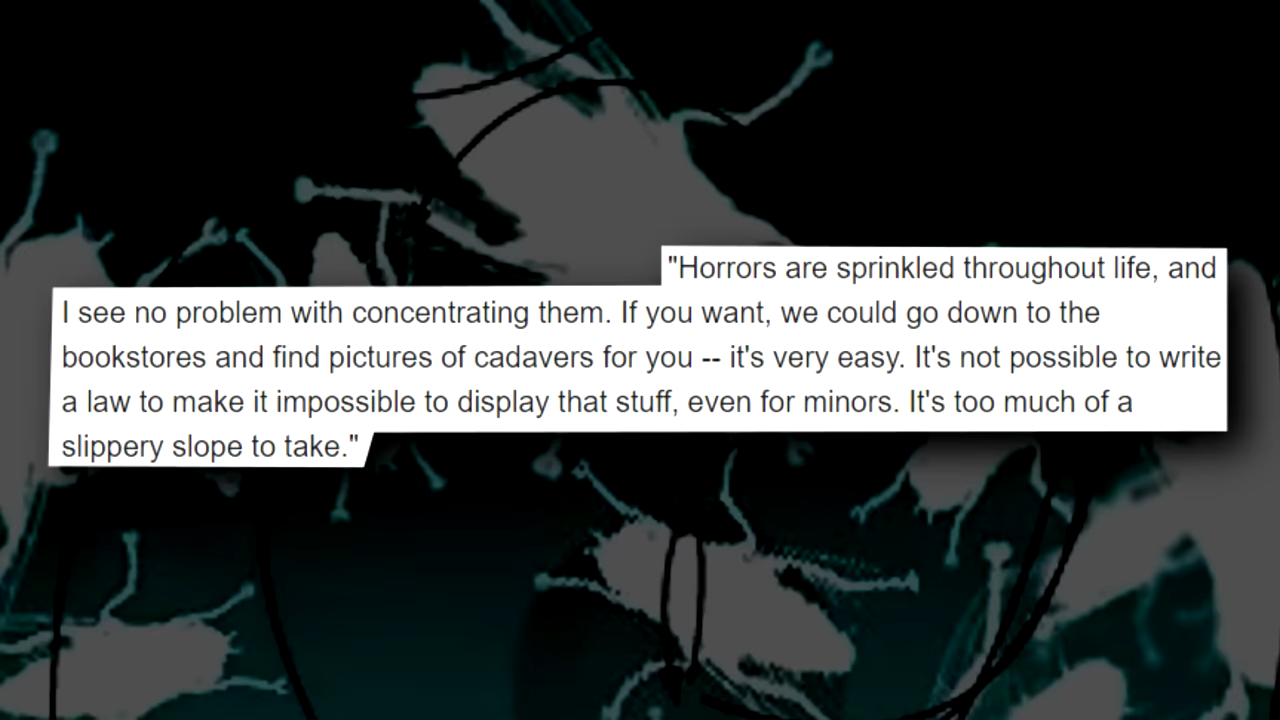 "Horrors are sprinkled throughout life, and
I see no problem with concentrating them. If you want, we could go down to the
bookstores and find pictures of cadavers for you -- it's very easy. It's not possible to write
a law to make it impossible to display that stuff, even for minors. It's too much of a
slippery slope to take."